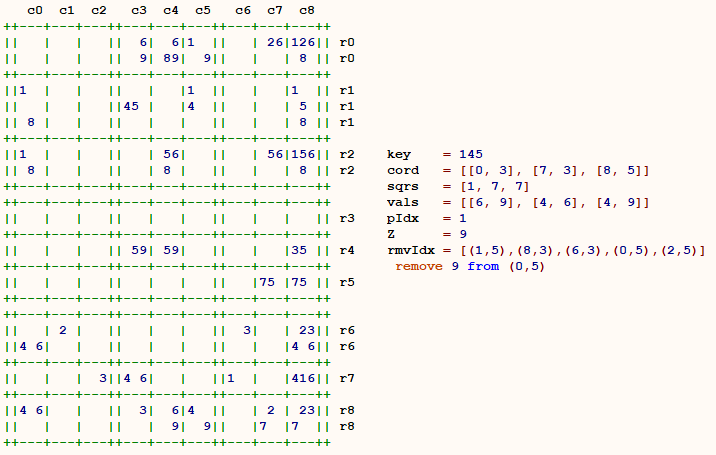 c0  c1  c2   c3  c4  c5   c6  c7  c8
++---+---+---++---+---+---++---+---+---++
||   |   |   ||  6|  6|1  ||   | 26|126|| r0
||   |   |   ||  9| 89|  9||   |   | 8 || r0
++---+---+---++---+---+---++---+---+---++
||1  |   |   ||   |   |1  ||   |   |1  || r1
||   |   |   ||45 |   |4  ||   |   | 5 || r1
|| 8 |   |   ||   |   |   ||   |   | 8 || r1
++---+---+---++---+---+---++---+---+---++
||1  |   |   ||   | 56|   ||   | 56|156|| r2    key    = 145
|| 8 |   |   ||   | 8 |   ||   |   | 8 || r2    cord   = [[0, 3], [7, 3], [8, 5]]
++---+---+---++---+---+---++---+---+---++       sqrs   = [1, 7, 7]
++---+---+---++---+---+---++---+---+---++       vals   = [[6, 9], [4, 6], [4, 9]]
||   |   |   ||   |   |   ||   |   |   || r3    pIdx   = 1
++---+---+---++---+---+---++---+---+---++       Z      = 9
||   |   |   || 59| 59|   ||   |   |35 || r4    rmvIdx = [(1,5),(8,3),(6,3),(0,5),(2,5)]
++---+---+---++---+---+---++---+---+---++        remove 9 from (0,5)
||   |   |   ||   |   |   ||   |75 |75 || r5
++---+---+---++---+---+---++---+---+---++
++---+---+---++---+---+---++---+---+---++
||   | 2 |   ||   |   |   ||  3|   | 23|| r6
||4 6|   |   ||   |   |   ||   |   |4 6|| r6
++---+---+---++---+---+---++---+---+---++
||   |   |  3||4 6|   |   ||1  |   |416|| r7
++---+---+---++---+---+---++---+---+---++
||4 6|   |   ||  3|  6|4  ||   | 2 | 23|| r8
||   |   |   ||   |  9|  9||   |7  |7  || r8
++---+---+---++---+---+---++---+---+---++